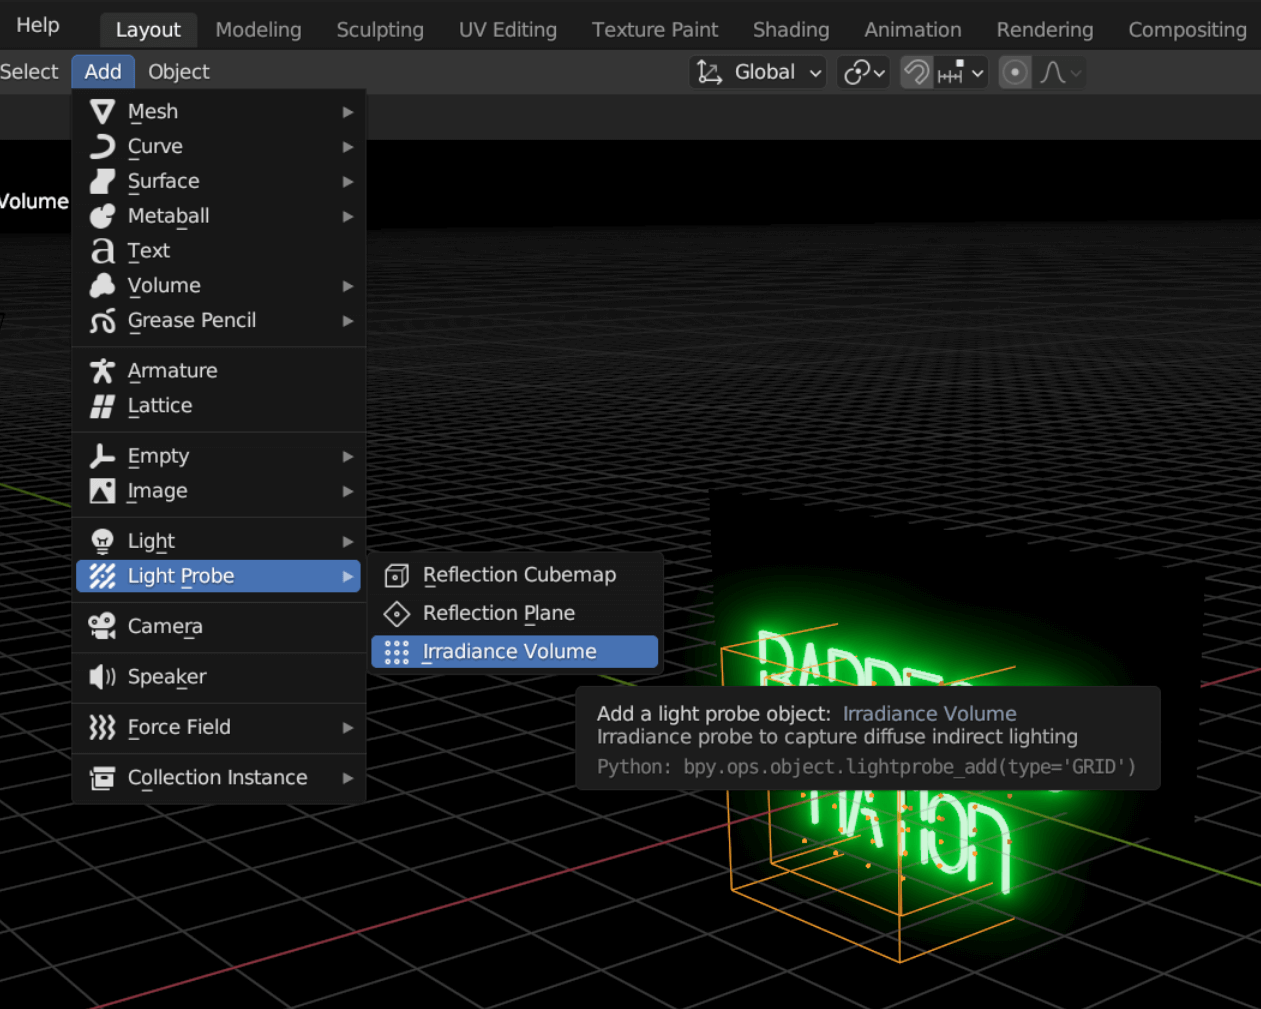 Help
Layout
Modeling
Sculpting
UV Editing
Texture Paint
Shading
Animation
Rendering
Compositing
Select
Add
Object
Global
Mesh
Curve
Surface
Metaball
Text
Volume
Grease Pencil
Armature
Lattice
Empty
Image
Light
Light Probe
Camera
Speaker
Force Field
Collection Instance
Volume
Reflection Cubemap
Reflection Plane
Irradiance Volume
Add a light probe object: Irradiance Volume
Irradiance probe to capture diffuse indirect lighting
Python: bpy.ops.object.lightprobe_add(type='GRID')
NATION